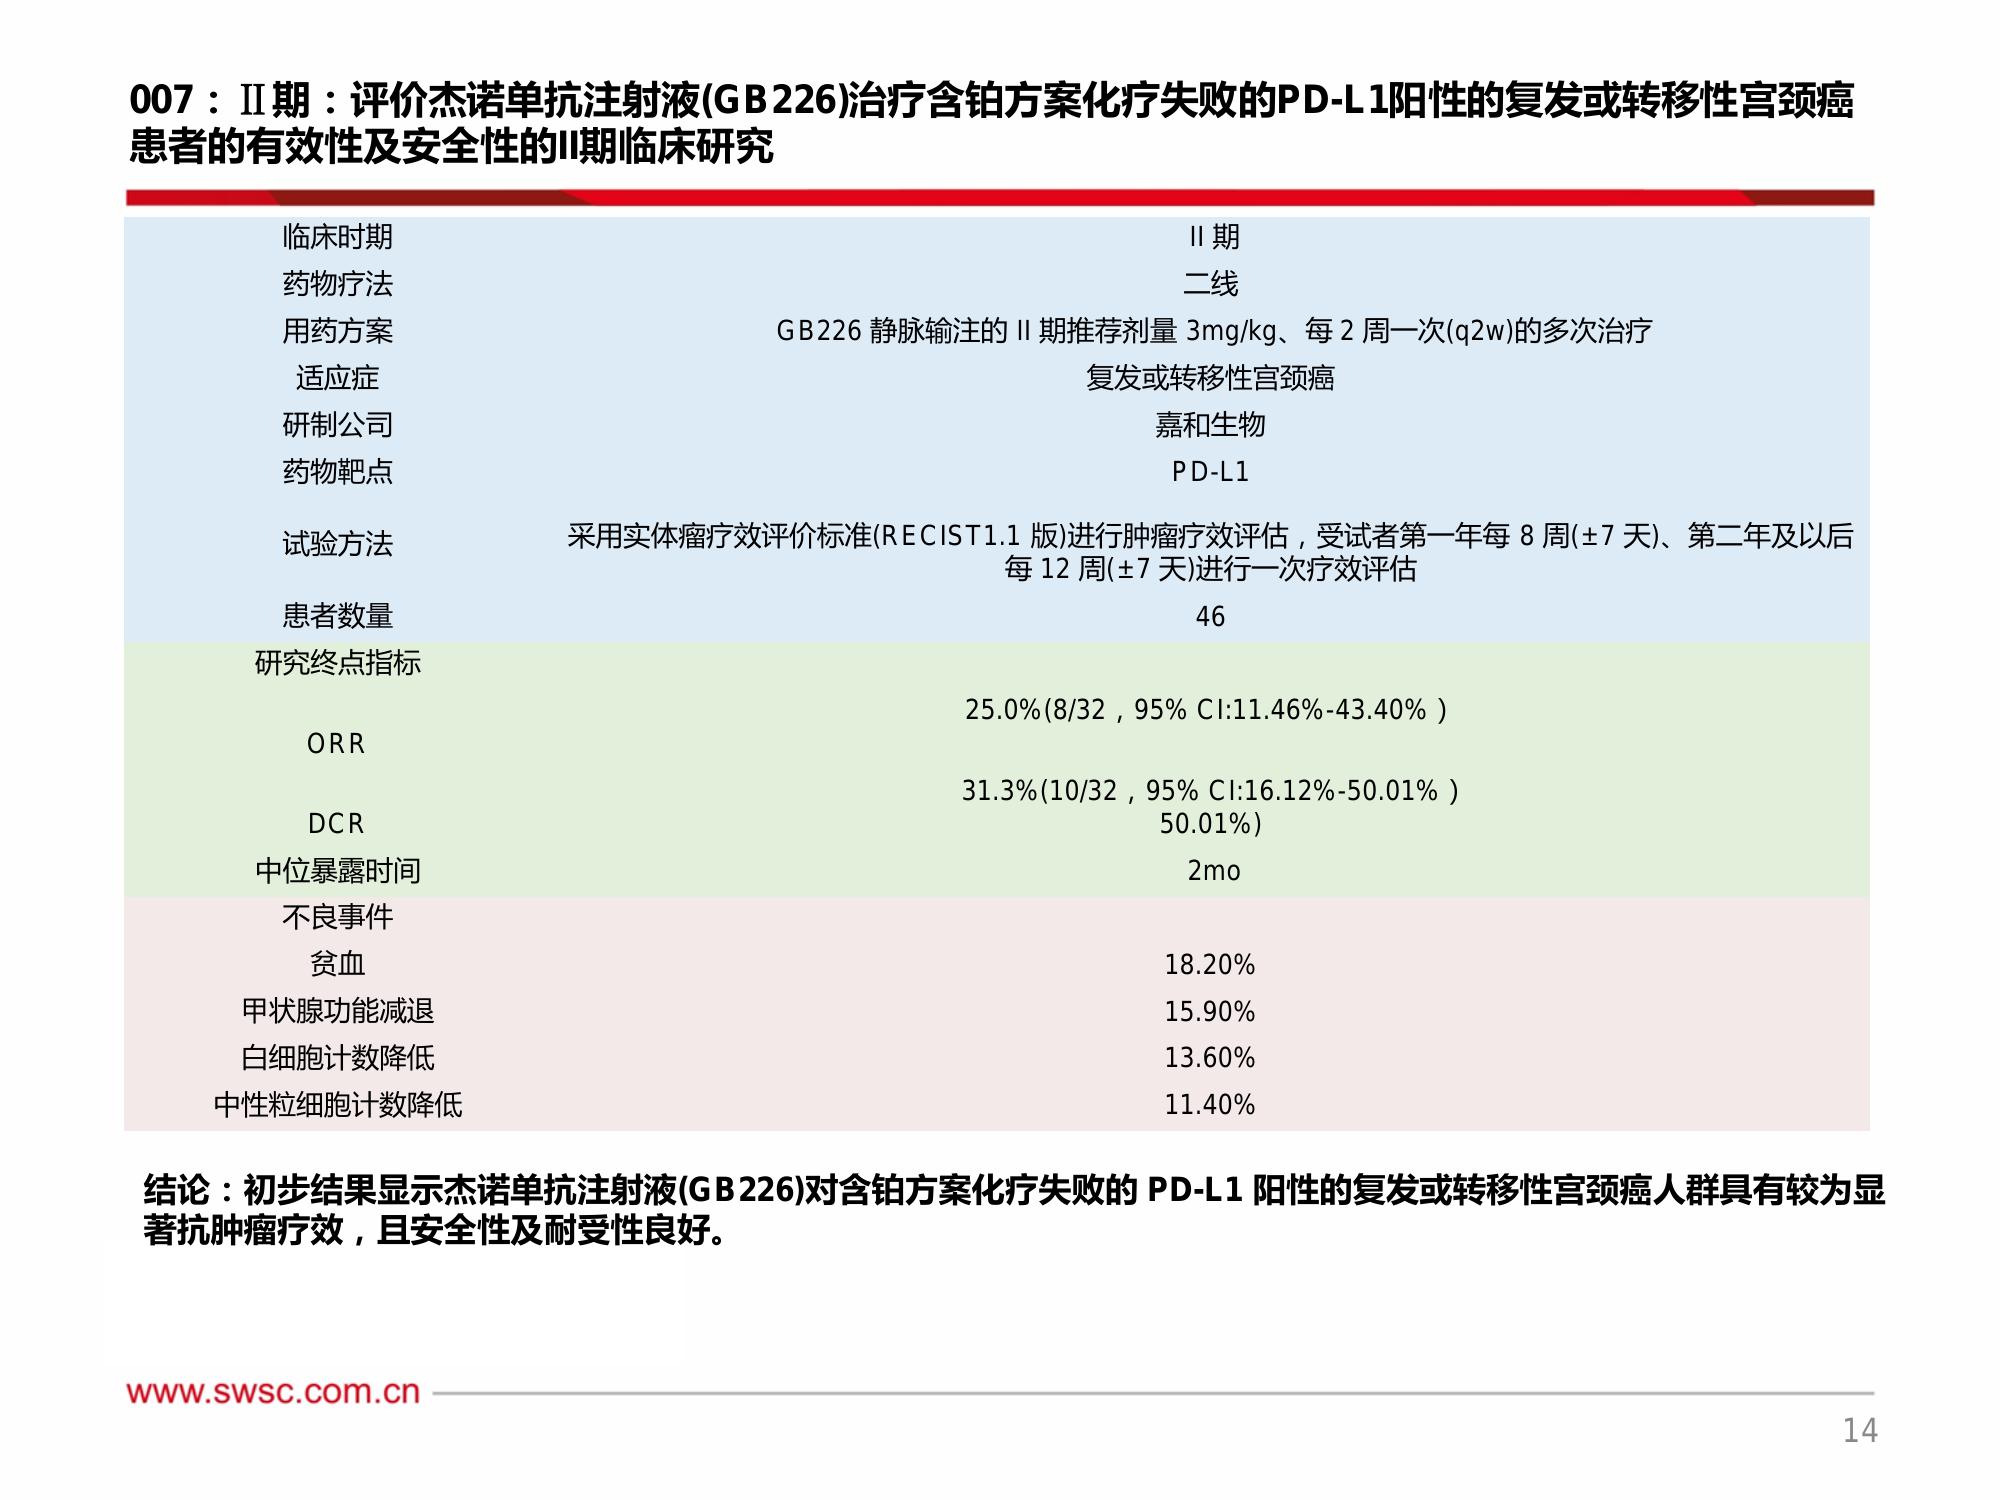 007：Ⅱ期：评价杰诺单抗注射液(GB226)治疗含铂方案化疗失败的PD-L1阳性的复发或转移性宫颈癌
患者的有效性及安全性的II期临床研究
临床时期 II 期
药物疗法 二线
用药方案 GB226 静脉输注的 II 期推荐剂量 3mg/kg、每 2 周一次(q2w)的多次治疗
适应症 复发或转移性宫颈癌
研制公司 嘉和生物
药物靶点 PD-L1
试验方法 采用实体瘤疗效评价标准(RECIST1.1 版)进行肿瘤疗效评估，受试者第一年每 8 周(±7 天)、第二年及以后
每 12 周(±7 天)进行一次疗效评估
患者数量 46
研究终点指标
25.0%(8/32，95% CI:11.46%-43.40%）
ORR
31.3%(10/32，95% CI:16.12%-50.01%）
DCR 50.01%)
中位暴露时间 2mo
不良事件
贫血 18.20%
甲状腺功能减退 15.90%
白细胞计数降低 13.60%
中性粒细胞计数降低 11.40%
结论：初步结果显示杰诺单抗注射液(GB226)对含铂方案化疗失败的 PD-L1 阳性的复发或转移性宫颈癌人群具有较为显
著抗肿瘤疗效，且安全性及耐受性良好。
www.swsc.com.cn
14